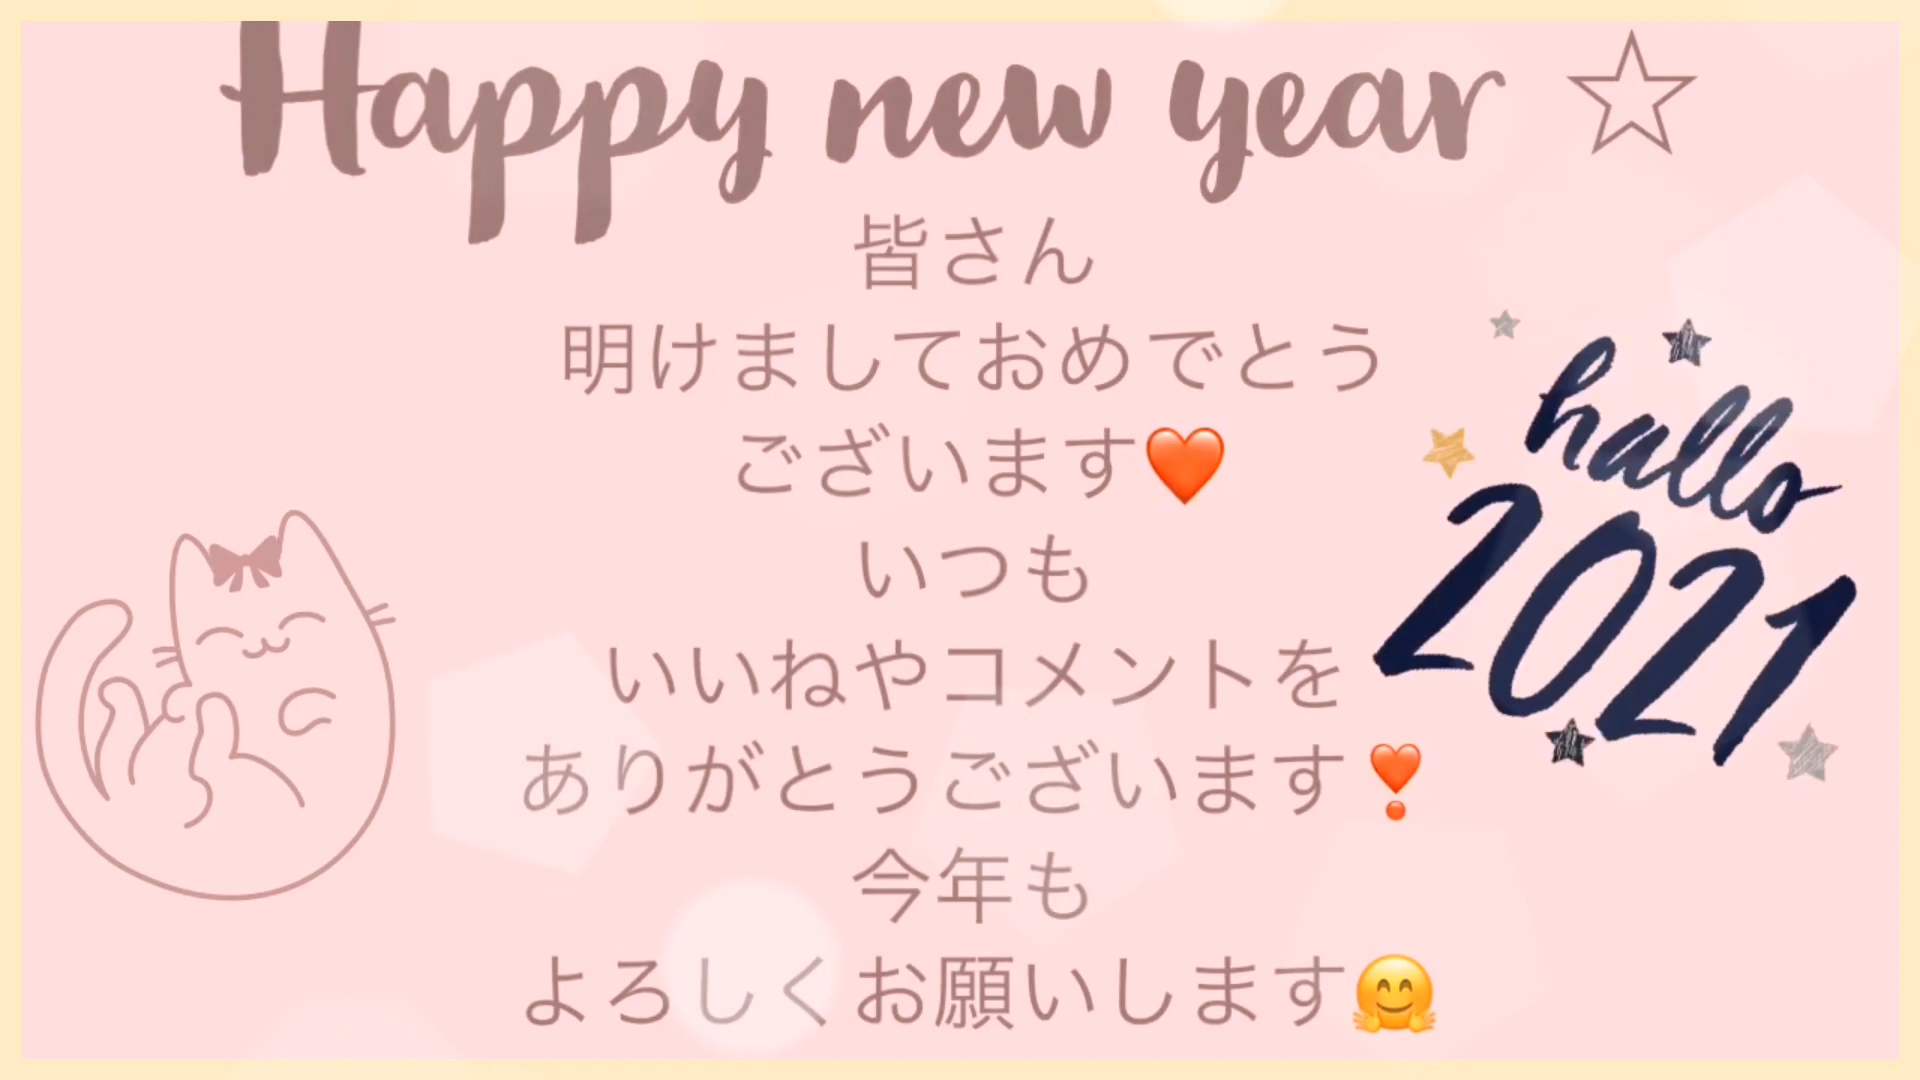 Happy new year ☆
皆さん
明けましておめでとう
ございます❤️
いつも
いいねやコメントを
ありがとうございます❣️
今年も
よろしくお願いします🤗
hallo
2021